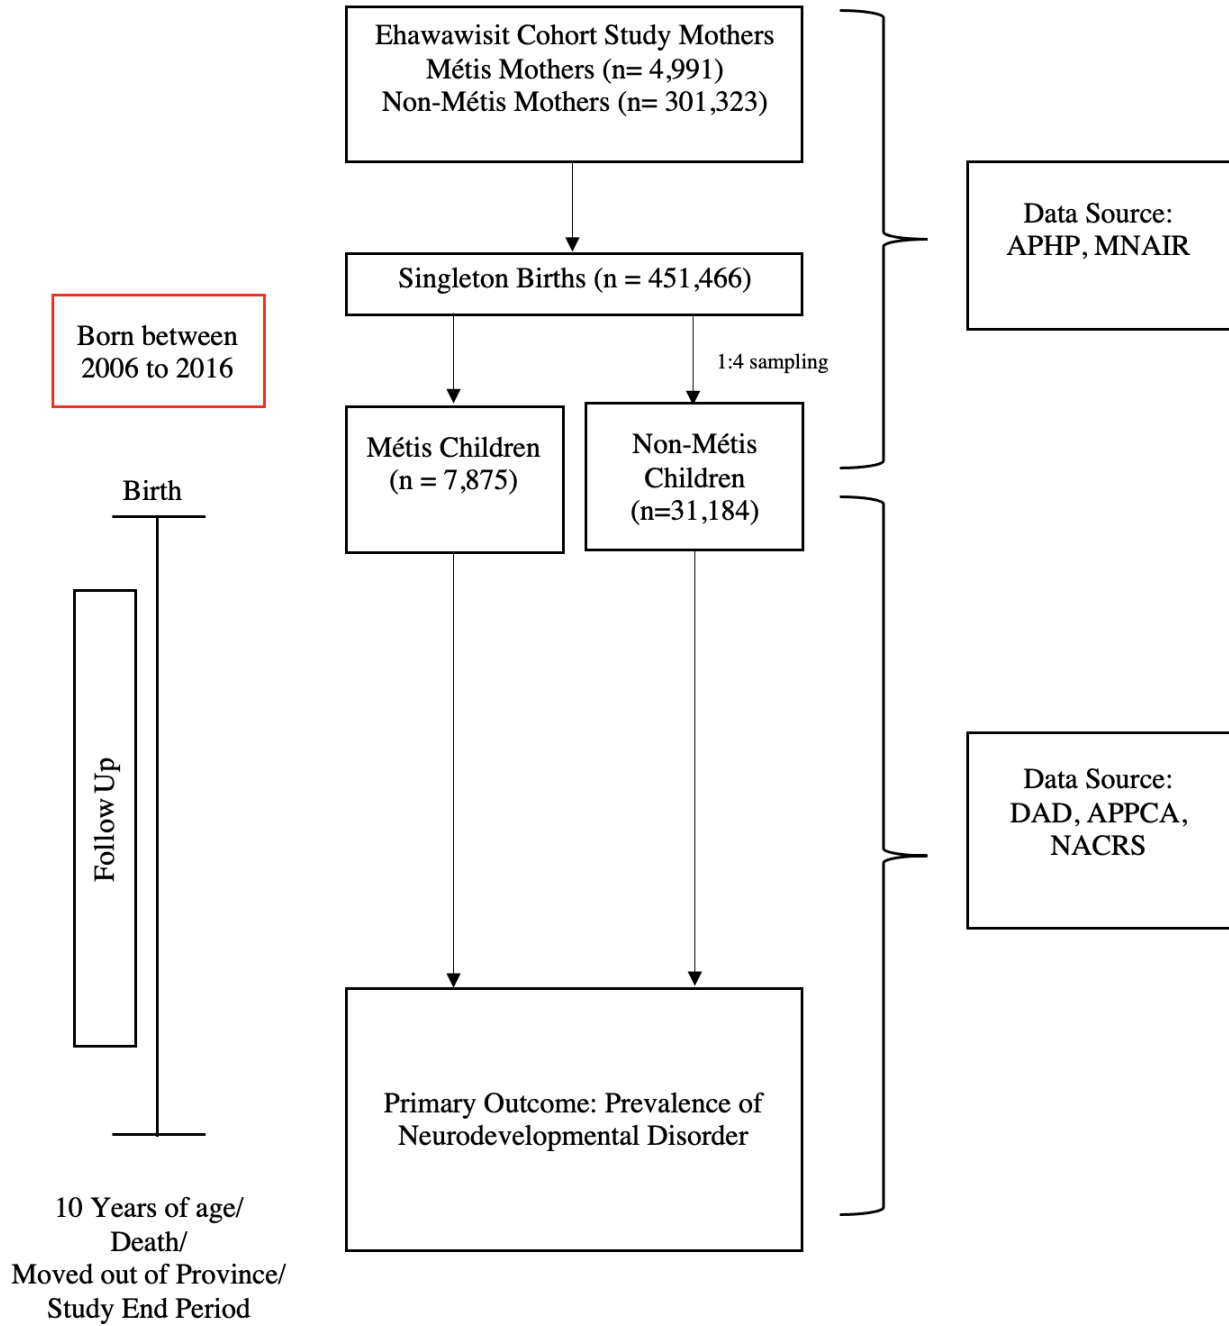 Ehawawisit Cohort Study Mothers
Métis Mothers (n= 4,991)
Non-Métis Mothers (n= 301,323)
Data Source:
APHP, MNAIR
Singleton Births (n = 451,466)
Born between
2006 to 2016
1:4 sampling
Métis Children
(n = 7,875)
Non-Métis
Children
(n=31,184)
Birth
Follow Up
Data Source:
DAD, APPCA,
NACRS
Primary Outcome: Prevalence of
Neurodevelopmental Disorder
10 Years of age/
Death/
Moved out of Province/
Study End Period